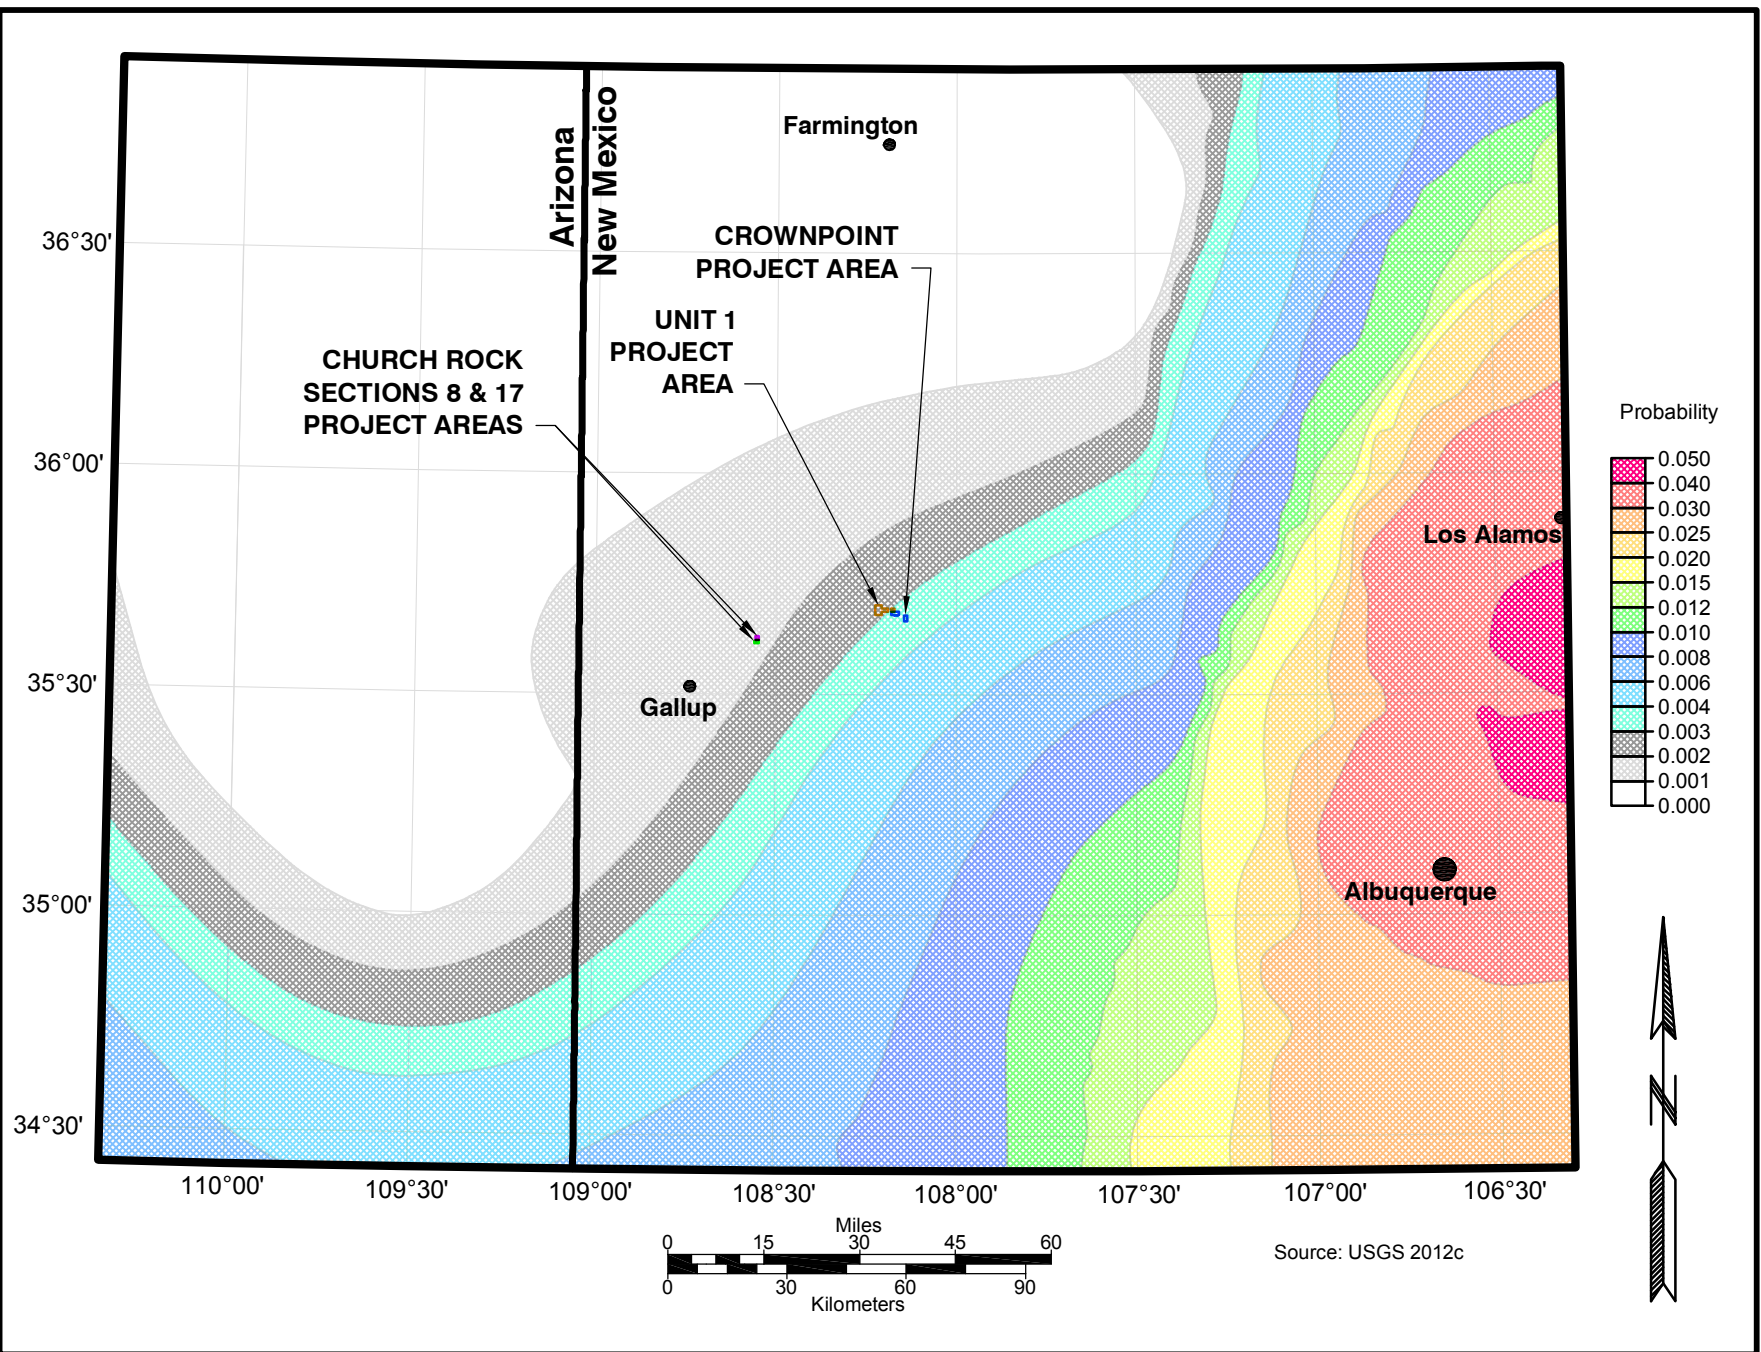 Farmington
Arizona
New Mexico
36°30'
CROWNPOINT
PROJECT AREA
UNIT 1
PROJECT
AREA
CHURCH ROCK
SECTIONS 8 & 17
PROJECT AREAS
Probability
0.050
0.040
0.030
0.025
0.020
0.015
0.012
0.010
0.008
0.006
0.004
0.003
0.002
0.001
0.000
36°00'
Los Alamos
35°30'
Gallup
35°00'
Albuquerque
34°30'
110°00'
109°30'
109°00'
108°30'
108°00'
107°30'
107°00'
106°30'
Miles
0 15 30 45 60
0 30 60 90
Kilometers
Source: USGS 2012c
N